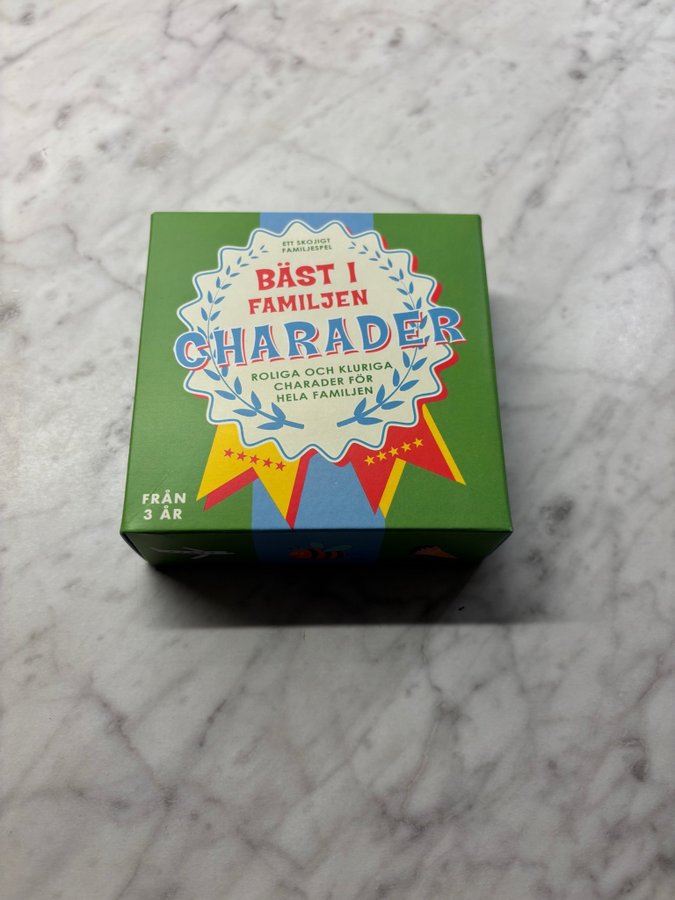 ETT SKOJIGT
FAMILJESPEL
BÄST I
FAMILJEN
CHARADER
ROLIGA OCH KLURIGA
CHARADER FÖR
HELA FAMILJEN
FRÅN
3 ÅR